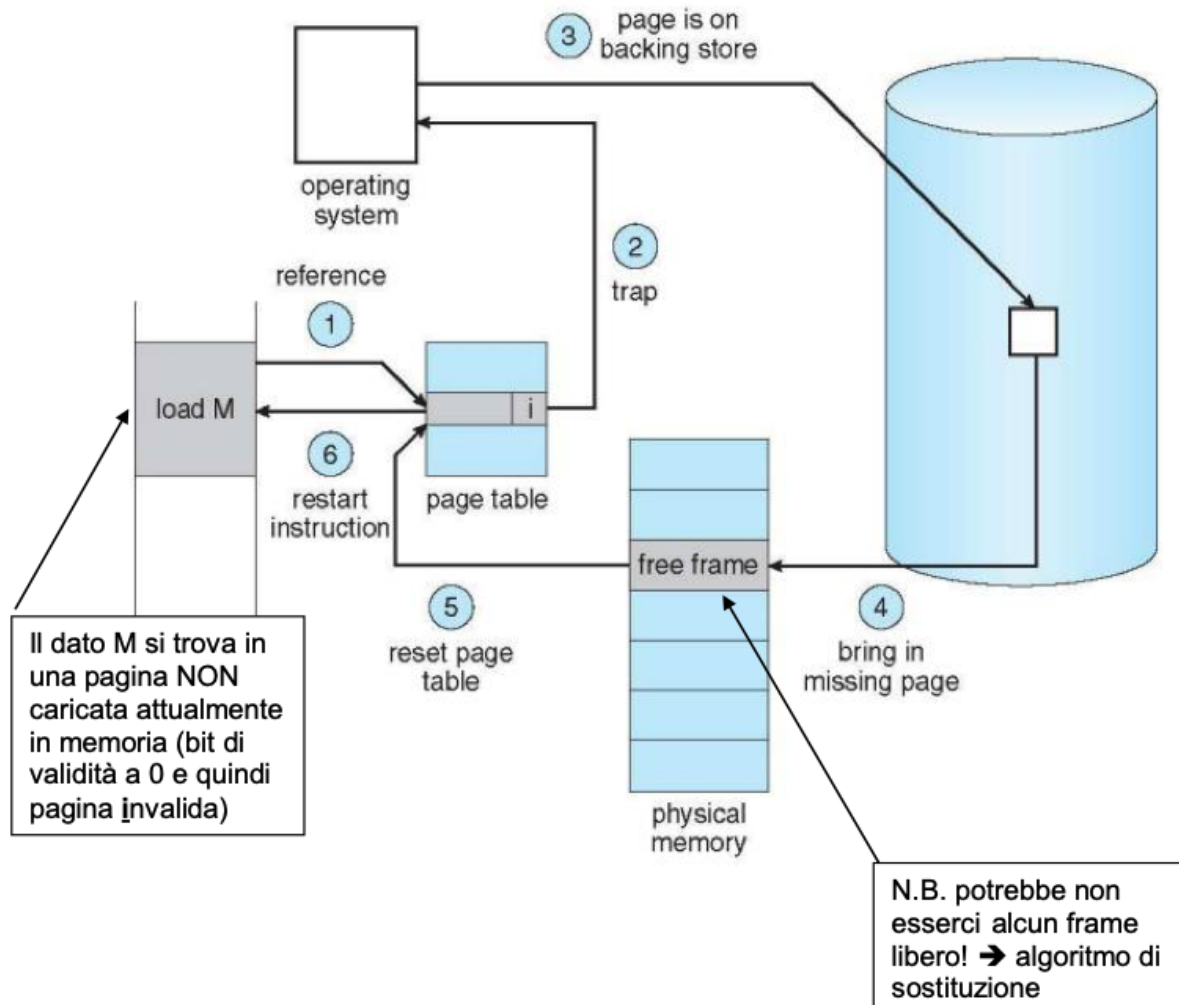 3
page is on
backing store
operating
system
2
trap
reference
1
load M
i
6
restart
instruction
page table
free frame
5
reset page
table
4
bring in
missing page
physical
memory
Il dato M si trova in
una pagina NON
caricata attualmente
in memoria (bit di
validità a 0 e quindi
pagina invalida)
N.B. potrebbe non
esserci alcun frame
libero! ➔ algoritmo di
sostituzione